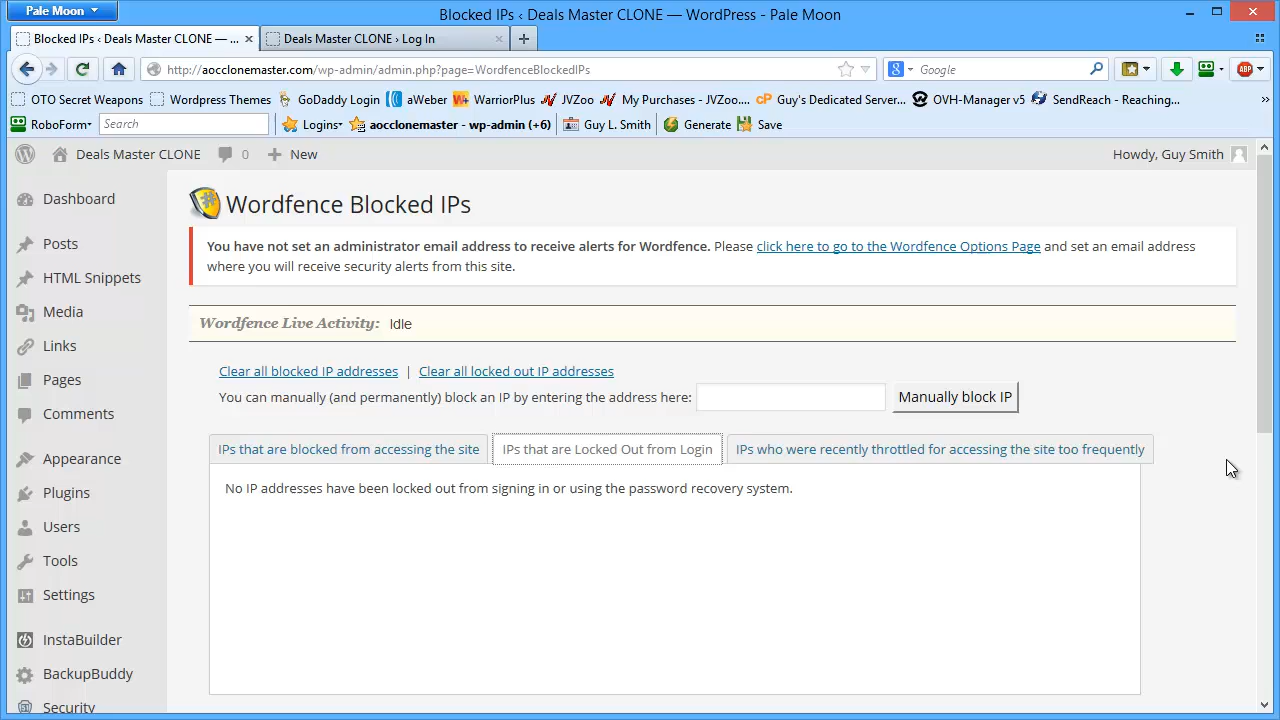 Pale Moon
Blocked IPs ‹ Deals Master CLONE — WordPress - Pale Moon
Blocked IPs ‹ Deals Master CLONE — ... ×
Deals Master CLONE › Log In ×
http://aocclonemaster.com/wp-admin/admin.php?page=WordfenceBlockedIPs
Google
ABP
OTO Secret Weapons
Wordpress Themes
GoDaddy Login
aWeber
WarriorPlus
JVZoo
My Purchases - JVZoo....
cP Guy's Dedicated Server...
OVH-Manager v5
SendReach - Reaching...
»
RoboForm
Search
Logins
aocclonemaster - wp-admin (+6)
Guy L. Smith
Generate
Save
Deals Master CLONE
0
New
Howdy, Guy Smith
Dashboard
Posts
HTML Snippets
Media
Links
Pages
Comments
Appearance
Plugins
Users
Tools
Settings
InstaBuilder
BackupBuddy
Security
Wordfence Blocked IPs
You have not set an administrator email address to receive alerts for Wordfence. Please click here to go to the Wordfence Options Page and set an email address
where you will receive security alerts from this site.
Wordfence Live Activity: Idle
Clear all blocked IP addresses | Clear all locked out IP addresses
You can manually (and permanently) block an IP by entering the address here:
Manually block IP
IPs that are blocked from accessing the site
IPs that are Locked Out from Login
IPs who were recently throttled for accessing the site too frequently
No IP addresses have been locked out from signing in or using the password recovery system.